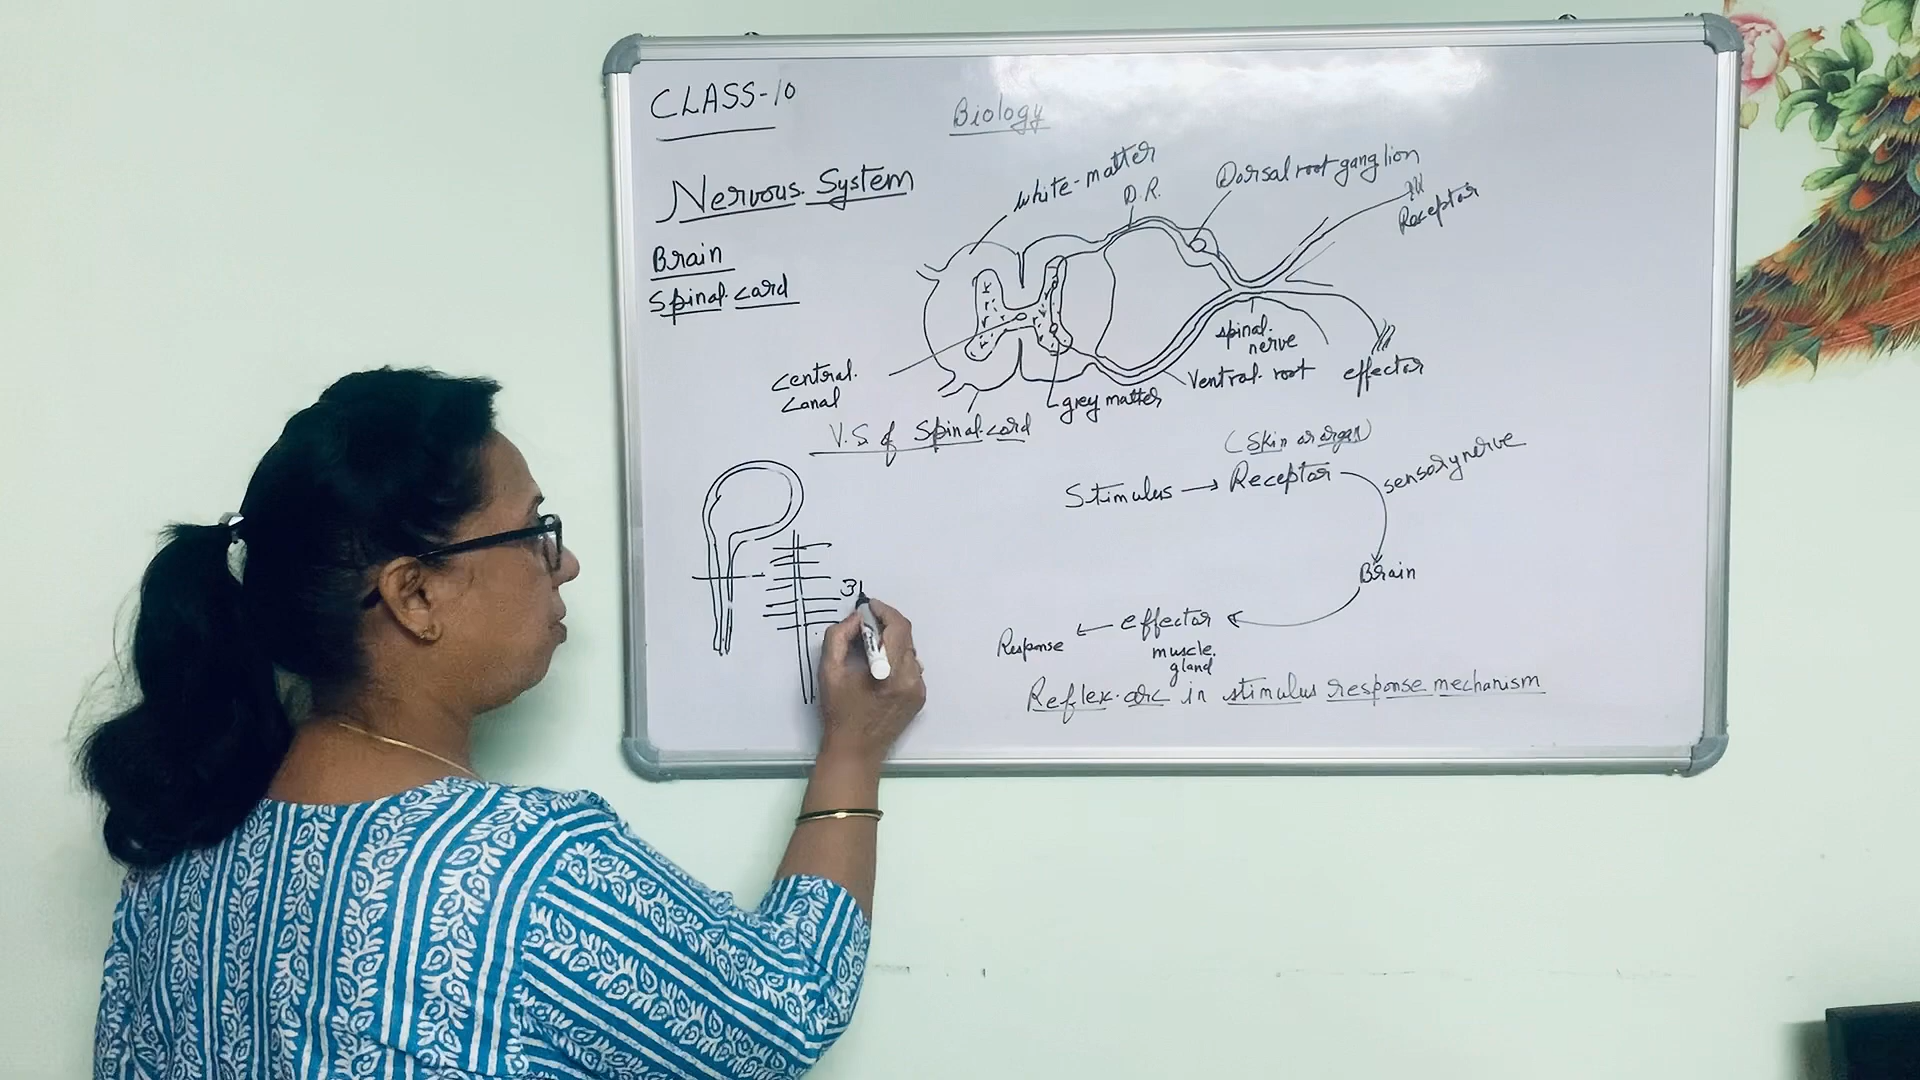 CLASS-10
Biology
Nervous System
Brain
Spinal cord
white-matter
D.R.
Dorsal root ganglion
Receptor
spinal nerve
Ventral root
effector
Central canal
grey matter
V.S. of Spinal cord
(Skin or organ)
Stimulus → Receptor
sensory nerve
Brain
Response ← effector
muscle.
gland
Reflex arc in stimulus response mechanism
31